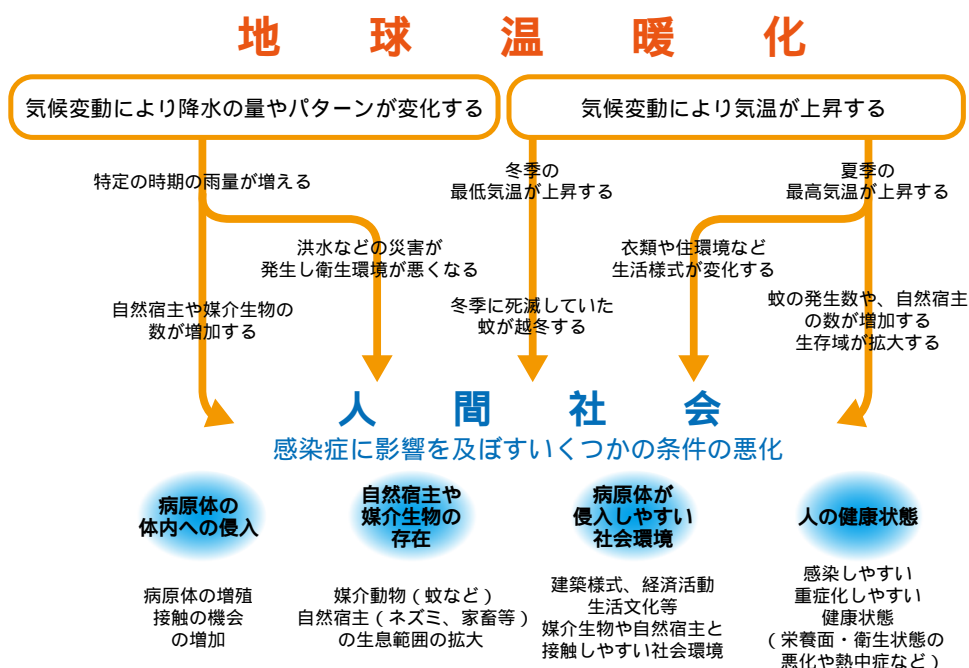 地球温暖化
気候変動により降水の量やパターンが変化する
気候変動により気温が上昇する
特定の時期の雨量が増える
冬季の
最低気温が上昇する
夏季の
最高気温が上昇する
洪水などの災害が
発生し衛生環境が悪くなる
衣類や住環境など
生活様式が変化する
自然宿主や媒介生物の
数が増加する
冬季に死滅していた
蚊が越冬する
蚊の発生数や、自然宿主
の数が増加する
生存域が拡大する
人間社会
感染症に影響を及ぼすいくつかの条件の悪化
病原体の
体内への侵入
自然宿主や
媒介生物の
存在
病原体が
侵入しやすい
社会環境
人の健康状態
病原体の増殖
接触の機会
の増加
媒介動物(蚊など)
自然宿主(ネズミ、家畜等)
の生息範囲の拡大
建築様式、経済活動
生活文化等
媒介生物や自然宿主と
接触しやすい社会環境
感染しやすい
重症化しやすい
健康状態
(栄養面・衛生状態の
悪化や熱中症など)